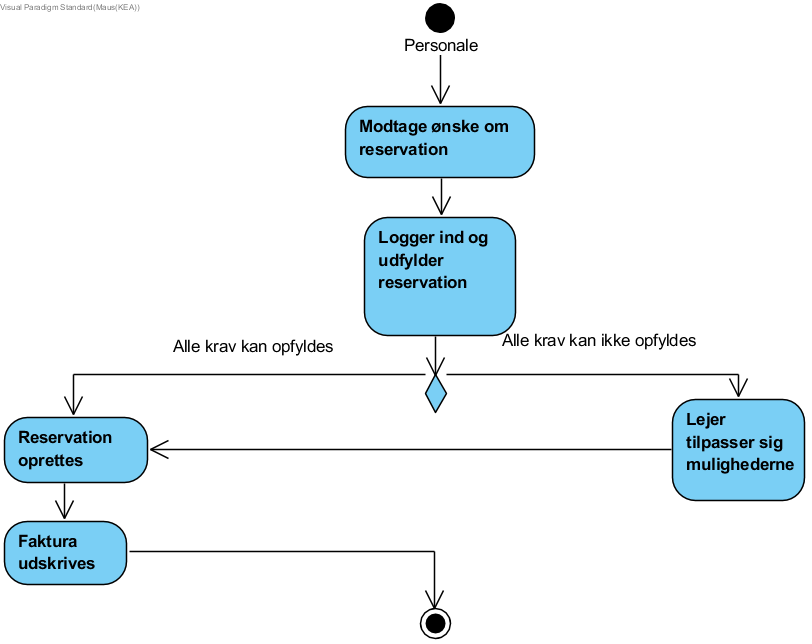 Visual Paradigm Standard(Maus(KEA))
Personale
Modtage ønske om
reservation
Logger ind og
udfylder
reservation
Alle krav kan opfyldes
Alle krav kan ikke opfyldes
Reservation
oprettes
Lejer
tilpasser sig
mulighederne
Faktura
udskrives